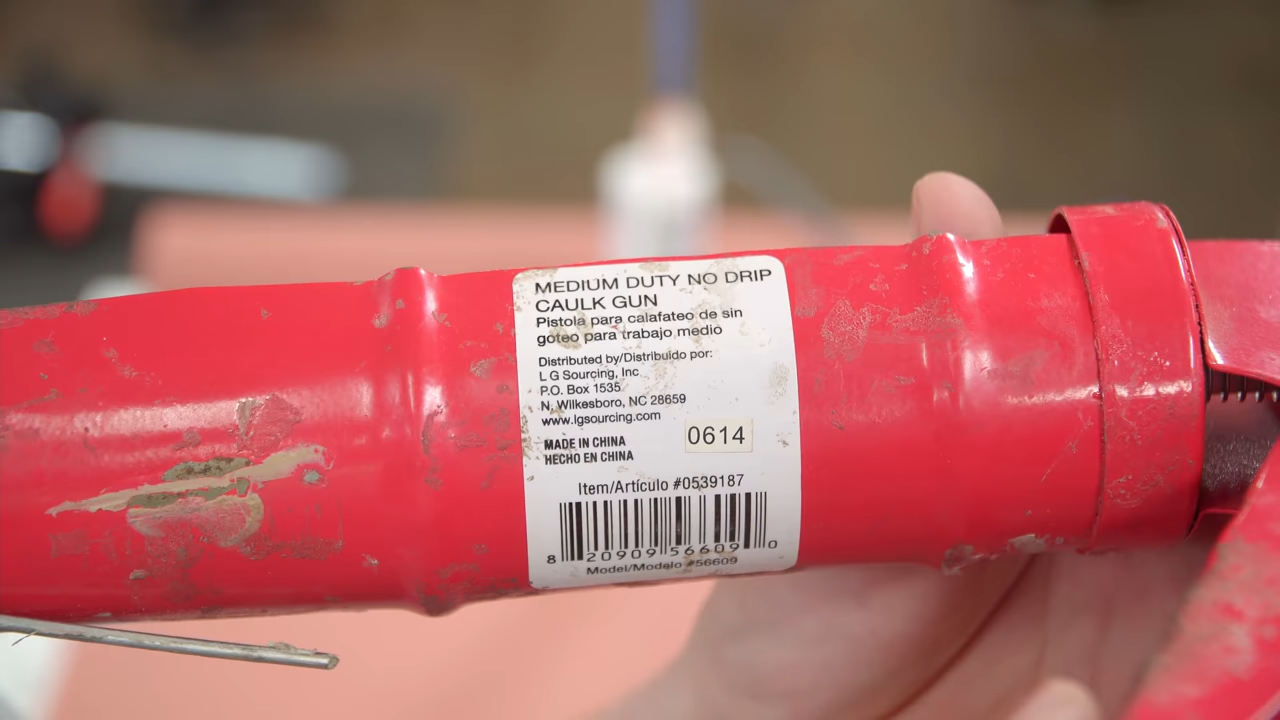 MEDIUM DUTY NO DRIP
CAULK GUN
Pistola para calafateo de sin
goteo para trabajo medio
Distributed by/Distribuido por:
L G Sourcing, Inc
P.O. Box 1535
N. Wilkesboro, NC 28659
www.lgsourcing.com
MADE IN CHINA
HECHO EN CHINA
0614
Item/Artículo #0539187
8 20909 56609 0
Model/Modelo #56609